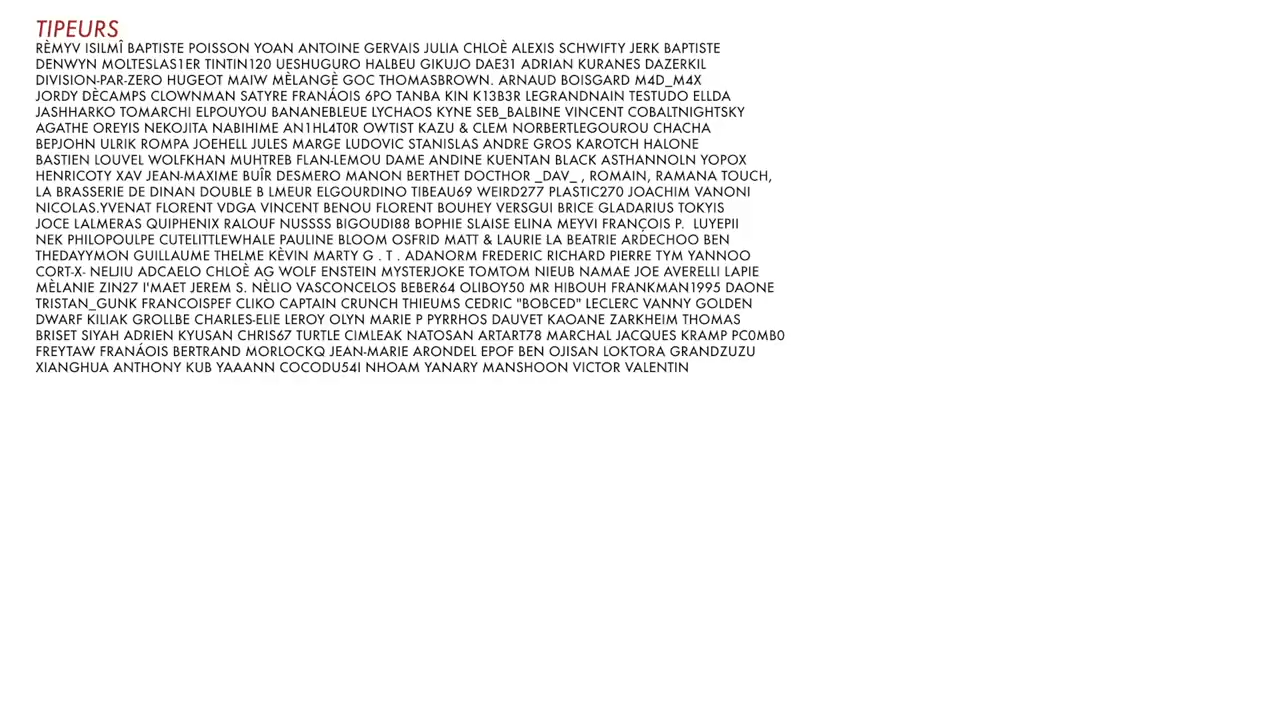 TIPEURS
RÈMYV ISILMÎ BAPTISTE POISSON YOAN ANTOINE GERVAIS JULIA CHLOÈ ALEXIS SCHWIFTY JERK BAPTISTE
DENWYN MOLTESLAS1ER TINTIN120 UESHUGURO HALBEU GIKUJO DAE31 ADRIAN KURANES DAZERKIL
DIVISION-PAR-ZERO HUGEOT MAIW MÈLANGÈ GOC THOMASBROWN. ARNAUD BOISGARD M4D_M4X
JORDY DÈCAMPS CLOWNMAN SATYRE FRANÁOIS 6PO TANBA KIN K13B3R LEGRANDNAIN TESTUDO ELLDA
JASHHARKO TOMARCHI ELPOUYOU BANANEBLEUE LYCHAOS KYNE SEB_BALBINE VINCENT COBALTNIGHTSKY
AGATHE OREYIS NEKOJITA NABIHIME AN1HL4T0R OWTIST KAZU & CLEM NORBERTLEGOUROU CHACHA
BEPJOHN ULRIK ROMPA JOEHELL JULES MARGE LUDOVIC STANISLAS ANDRE GROS KAROTCH HALONE
BASTIEN LOUVEL WOLFKHAN MUHTREB FLAN-LEMOU DAME ANDINE KUENTAN BLACK ASTHANNOLN YOPOX
HENRICOTY XAV JEAN-MAXIME BUÎR DESMERO MANON BERTHET DOCTHOR _DAV_ , ROMAIN, RAMANA TOUCH,
LA BRASSERIE DE DINAN DOUBLE B LMEUR ELGOURDINO TIBEAU69 WEIRD277 PLASTIC270 JOACHIM VANONI
NICOLAS.YVENAT FLORENT VDGA VINCENT BENOU FLORENT BOUHEY VERSGUI BRICE GLADARIUS TOKYIS
JOCE LALMERAS QUIPHENIX RALOUF NUSSSS BIGOUDI88 BOPHIE SLAISE ELINA MEYVI FRANÇOIS P. LUYEPII
NEK PHILOPOULPE CUTELITTLEWHALE PAULINE BLOOM OSFRID MATT & LAURIE LA BEATRIE ARDECHOO BEN
THEDAYYMON GUILLAUME THELME KÈVIN MARTY G . T . ADANORM FREDERIC RICHARD PIERRE TYM YANNOO
CORT-X- NELJIU ADCAELO CHLOÈ AG WOLF ENSTEIN MYSTERJOKE TOMTOM NIEUB NAMAE JOE AVERELLI LAPIE
MÈLANIE ZIN27 I'MAET JEREM S. NÈLIO VASCONCELOS BEBER64 OLIBOY50 MR HIBOUH FRANKMAN1995 DAONE
TRISTAN_GUNK FRANCOISPEF CLIKO CAPTAIN CRUNCH THIEUMS CEDRIC "BOBCED" LECLERC VANNY GOLDEN
DWARF KILIAK GROLLBE CHARLES-ELIE LEROY OLYN MARIE P PYRRHOS DAUVET KAOANE ZARKHEIM THOMAS
BRISET SIYAH ADRIEN KYUSAN CHRIS67 TURTLE CIMLEAK NATOSAN ARTART78 MARCHAL JACQUES KRAMP PC0MB0
FREYTAW FRANÁOIS BERTRAND MORLOCKQ JEAN-MARIE ARONDEL EPOF BEN OJISAN LOKTORA GRANDZUZU
XIANGHUA ANTHONY KUB YAAANN COCODU54I NHOAM YANARY MANSHOON VICTOR VALENTIN